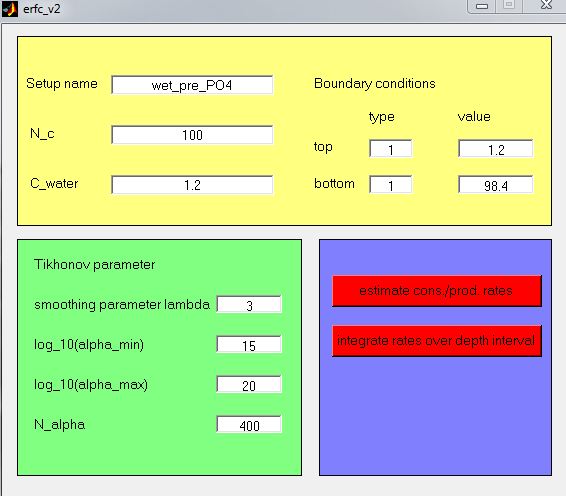 erfc_v2
Setup name wet_pre_PO4
N_c 100
C_water 1.2
Boundary conditions
type value
top 1 1.2
bottom 1 98.4
Tikhonov parameter
smoothing parameter lambda 3
log_10(alpha_min) 15
log_10(alpha_max) 20
N_alpha 400
estimate cons./prod. rates
integrate rates over depth interval